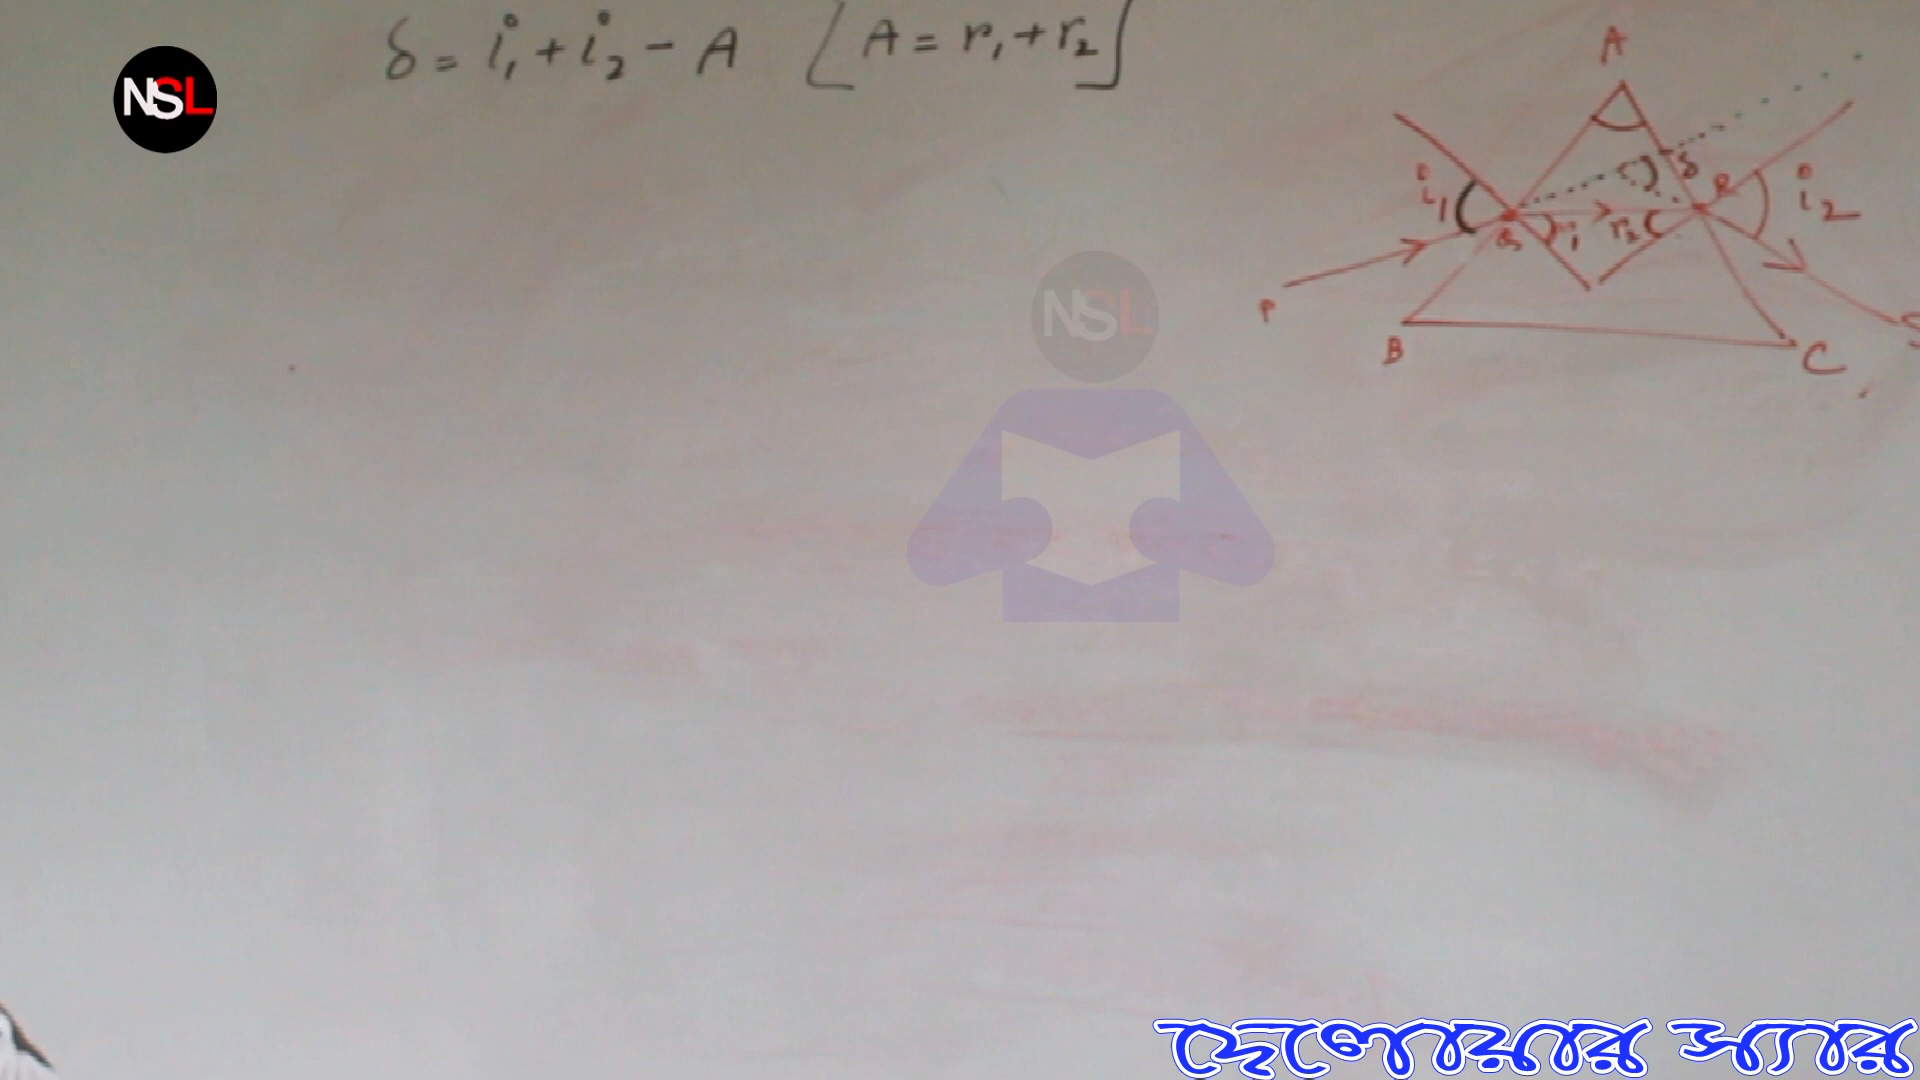 NSL
δ = i₁ + i₂ - A [A = r₁ + r₂]
A
δ
i₁
R
i₂
Q
r₁
r₂
P
S
B
C
NSL
দেলোয়ার স্যার